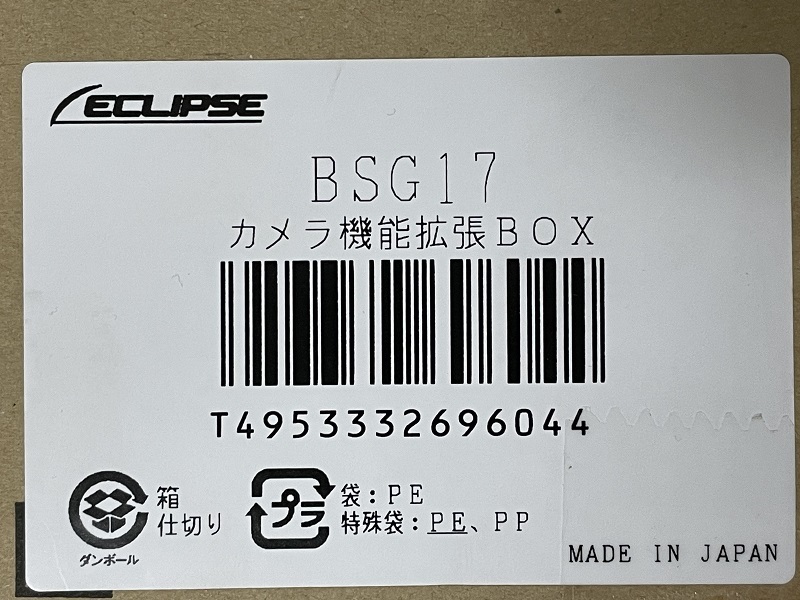 ECLIPSE
BSG17
カメラ機能拡張BOX
T4953332696044
箱
仕切り
ダンボール
プラ
袋:PE
特殊袋:PE、PP
MADE IN JAPAN